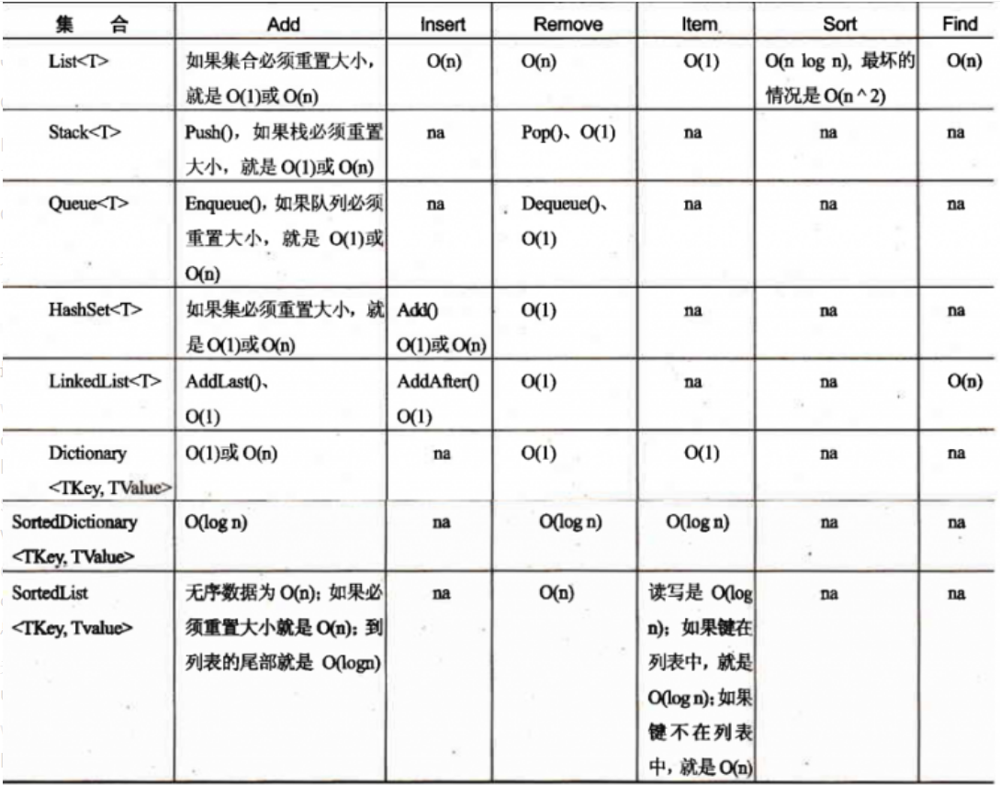 集 合 Add Insert Remove Item Sort Find
List<T> 如果集合必须重置大小， O(n) O(n) O(1) O(n log n), 最坏的 O(n)
就是 O(1)或 O(n) 情况是 O(n ^ 2)
Stack<T> Push()，如果栈必须重置 na Pop()、O(1) na na na
大小，就是 O(1)或 O(n)
Queue<T> Enqueue()，如果队列必须 na Dequeue()、 na na na
重置大小，就是 O(1)或 O(1)
O(n)
HashSet<T> 如果集必须重置大小，就 Add() O(1) na na na
是 O(1)或 O(n) O(1)或 O(n)
LinkedList<T> AddLast()、 AddAfter() O(1) na na O(n)
O(1) O(1)
Dictionary O(1)或 O(n) na O(1) O(1) na na
<TKey, TValue>
SortedDictionary O(log n) na O(log n) O(log n) na na
<TKey, TValue>
SortedList 无序数据为 O(n)；如果必 na O(n) 读写是 O(log na na
<TKey, Tvalue> 须重置大小就是 O(n)；到 n)；如果键在
列表的尾部就是 O(logn) 列表中，就是
O(log n)；如果
键不在列表
中，就是 O(n)